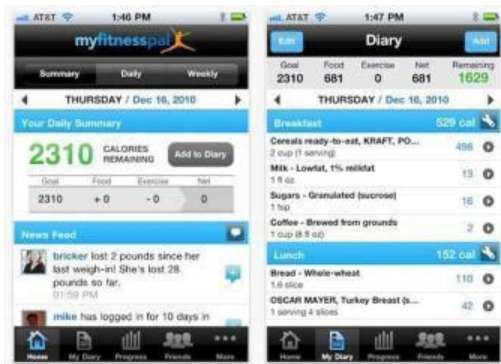 AT&T 1:46 PM
myfitnesspal
Summary Daily Weekly
THURSDAY / Dec 16, 2010
Your Daily Summary
2310 CALORIES REMAINING Add to Diary
Goal Food Exercise Net
2310 + 0 - 0 0
News Feed
bricker lost 2 pounds since her
last weigh-in! She's lost 28
pounds so far.
01:59 PM
mike has logged in for 10 days in
Home My Diary Progress Friends More
AT&T 1:47 PM
Edit Diary Add
Goal Food Exercise Net Remaining
2310 681 0 681 1629
THURSDAY / Dec 16, 2010
Breakfast 529 cal
Cereals ready-to-eat, KRAFT, PO... 498
2 cup (1 serving)
Milk - Lowfat, 1% milkfat 13
1 fl oz
Sugars - Granulated (sucrose) 16
1 tsp
Coffee - Brewed from grounds 2
1 cup (8 fl oz)
Lunch 152 cal
Bread - Whole-wheat 110
1.6 slice
OSCAR MAYER, Turkey Breast (s... 42
1 serving 4 slices
Home My Diary Progress Friends More